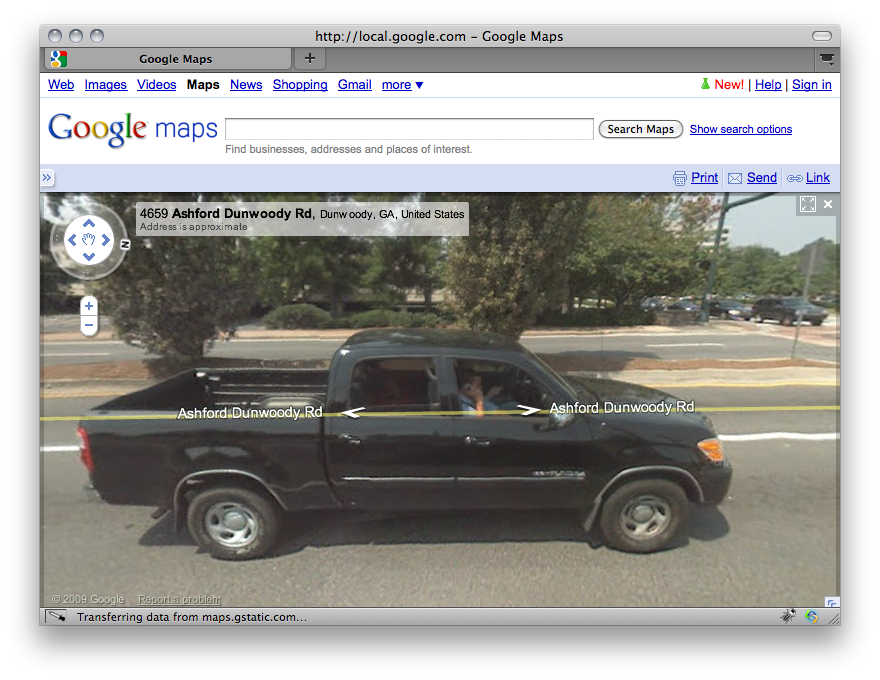 http://local.google.com – Google Maps
Google Maps
Web Images Videos Maps News Shopping Gmail more ▼ New! | Help | Sign in
Google maps Search Maps Show search options
Find businesses, addresses and places of interest.
» Print Send Link
4659 Ashford Dunwoody Rd, Dunwoody, GA, United States
Address is approximate
N
+
−
Ashford Dunwoody Rd Ashford Dunwoody Rd
© 2009 Google Report a problem
Transferring data from maps.gstatic.com...